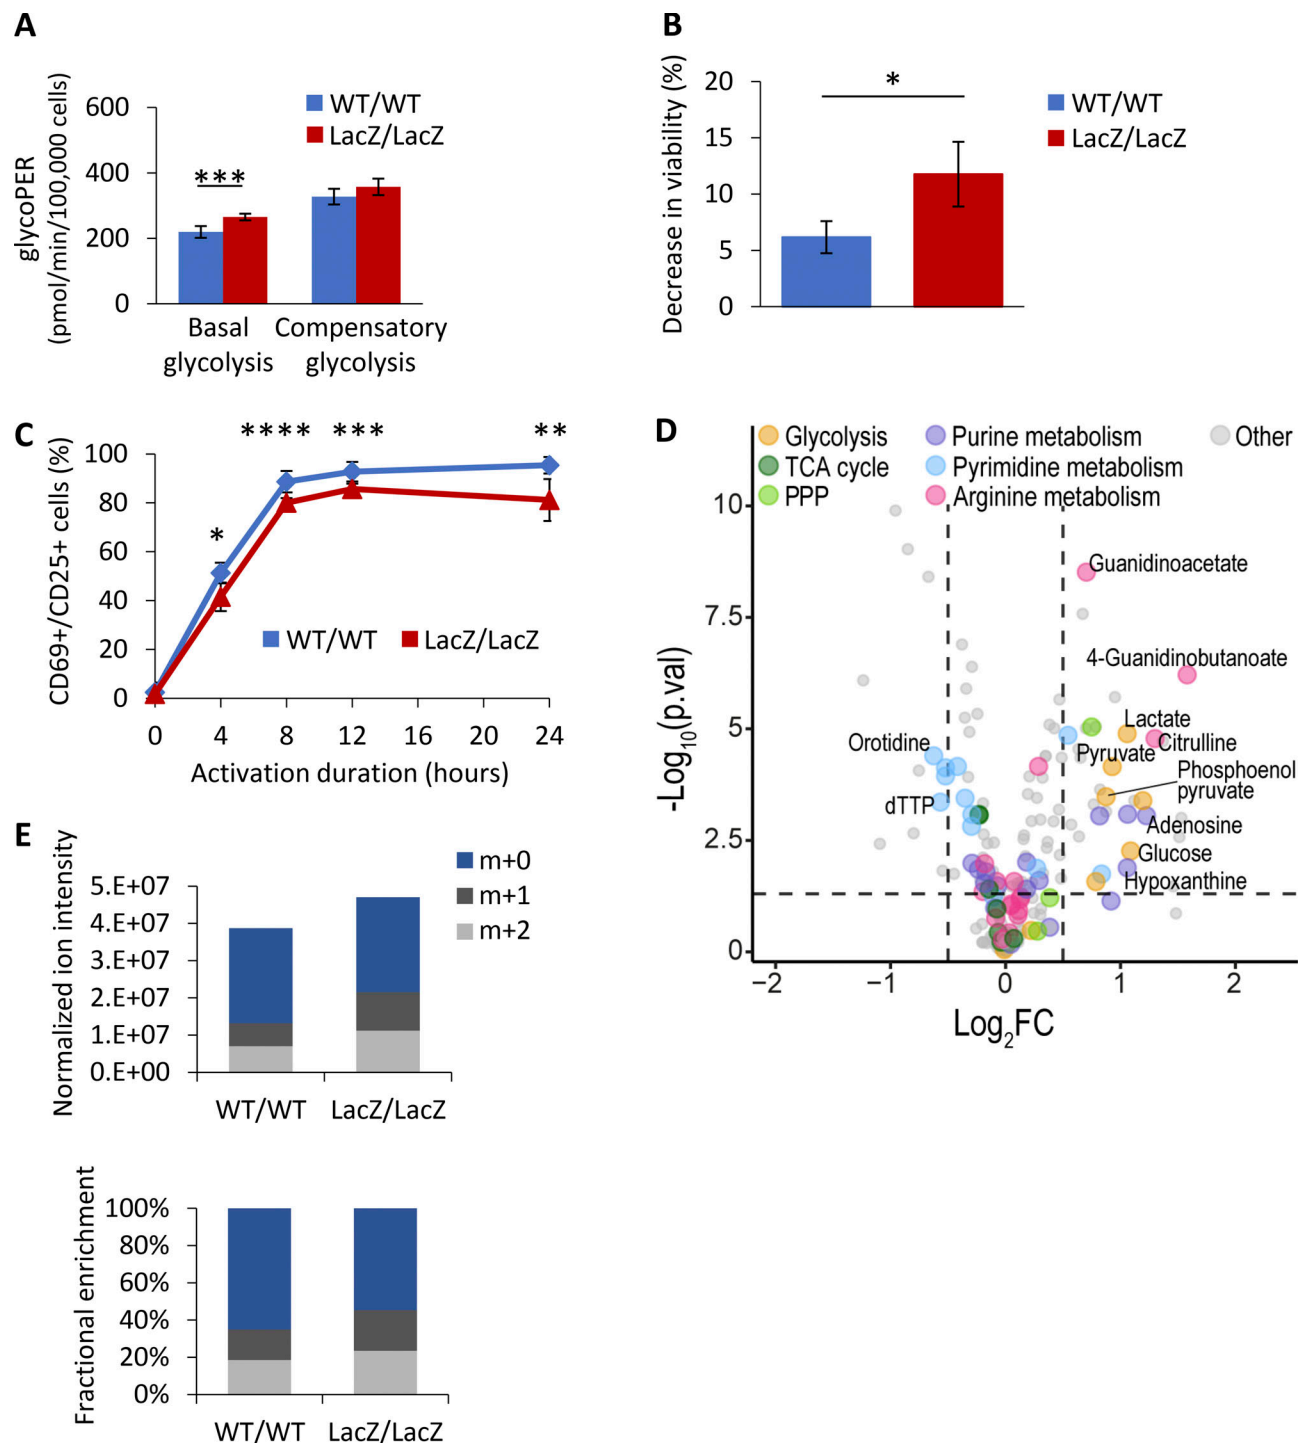 A
glycoPER
(pmol/min/100,000 cells)
600
400
200
0
WT/WT
LacZ/LacZ
***
Basal
glycolysis
Compensatory
glycolysis
B
Decrease in viability (%)
20
15
10
5
0
*
WT/WT
LacZ/LacZ
C
CD69+/CD25+ cells (%)
100
80
60
40
20
0
*
****
***
**
WT/WT
LacZ/LacZ
0 4 8 12 16 20 24
Activation duration (hours)
D
Glycolysis
TCA cycle
PPP
Purine metabolism
Pyrimidine metabolism
Arginine metabolism
Other
-Log10(p.val)
10
7.5
5
2.5
0
Guanidinoacetate
4-Guanidinobutanoate
Lactate
Citrulline
Pyruvate
Phosphoenol
pyruvate
Orotidine
dTTP
Adenosine
Glucose
Hypoxanthine
−2 −1 0 1 2
Log2FC
E
Normalized ion intensity
5.E+07
4.E+07
3.E+07
2.E+07
1.E+07
0.E+00
m+0
m+1
m+2
WT/WT LacZ/LacZ
Fractional enrichment
100%
80%
60%
40%
20%
0%
WT/WT LacZ/LacZ